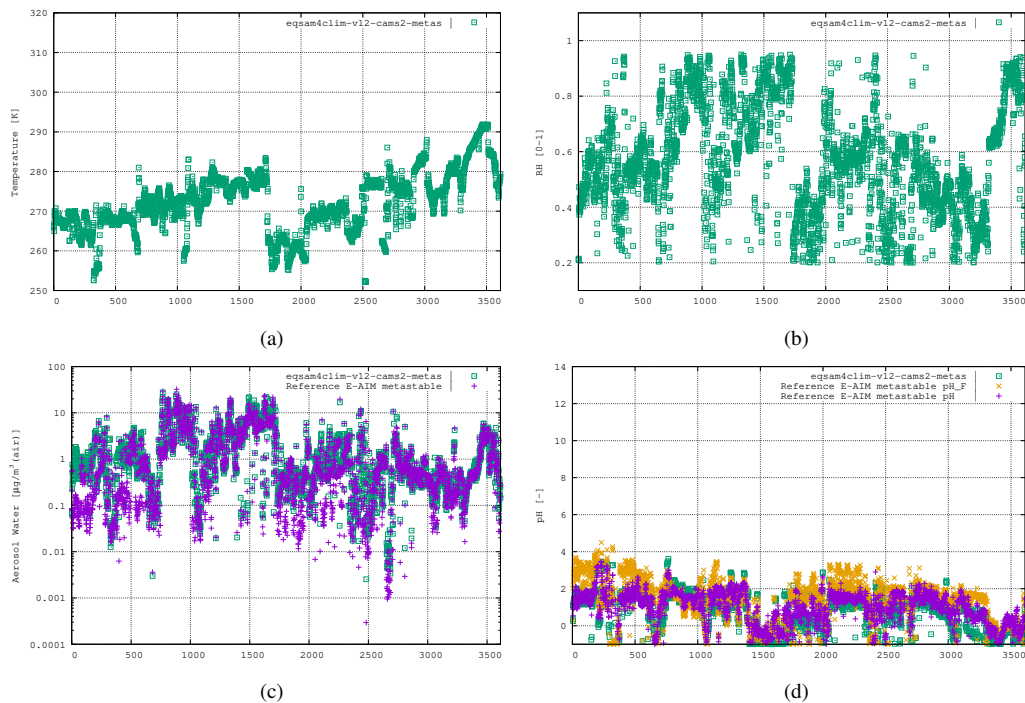 320
310
300
290
280
270
260
250
Temperature [K]
eqsam4clim-v12-cams2-metas
0 500 1000 1500 2000 2500 3000 3500
(a)
1
0.8
0.6
0.4
0.2
RH [0-1]
eqsam4clim-v12-cams2-metas
0 500 1000 1500 2000 2500 3000 3500
(b)
100
10
1
0.1
0.01
0.001
0.0001
Aerosol Water [µg/m³(air)]
eqsam4clim-v12-cams2-metas
Reference E-AIM metastable
0 500 1000 1500 2000 2500 3000 3500
(c)
14
12
10
8
6
4
2
0
pH [-]
eqsam4clim-v12-cams2-metas
Reference E-AIM metastable pH_F
Reference E-AIM metastable pH
0 500 1000 1500 2000 2500 3000 3500
(d)